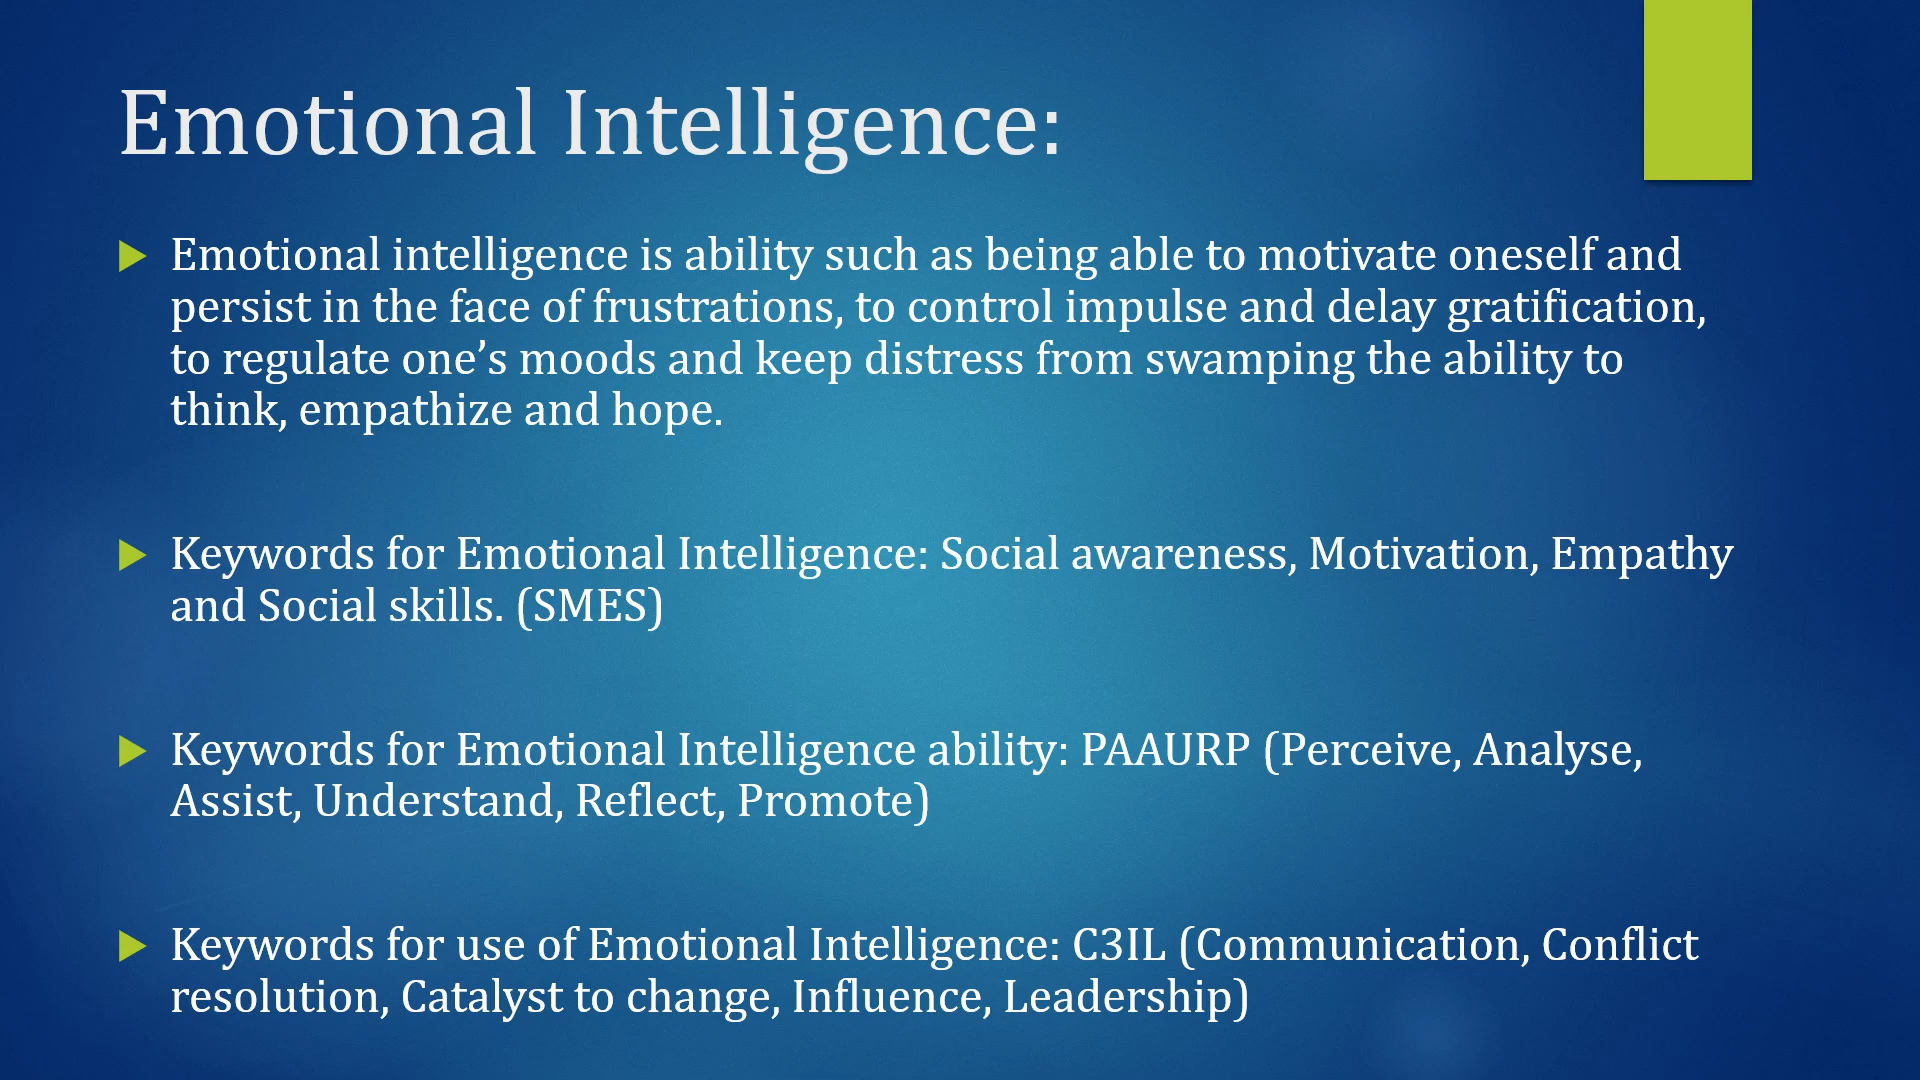 Emotional Intelligence:
Emotional intelligence is ability such as being able to motivate oneself and
persist in the face of frustrations, to control impulse and delay gratification,
to regulate one’s moods and keep distress from swamping the ability to
think, empathize and hope.
Keywords for Emotional Intelligence: Social awareness, Motivation, Empathy
and Social skills. (SMES)
Keywords for Emotional Intelligence ability: PAAURP (Perceive, Analyse,
Assist, Understand, Reflect, Promote)
Keywords for use of Emotional Intelligence: C3IL (Communication, Conflict
resolution, Catalyst to change, Influence, Leadership)